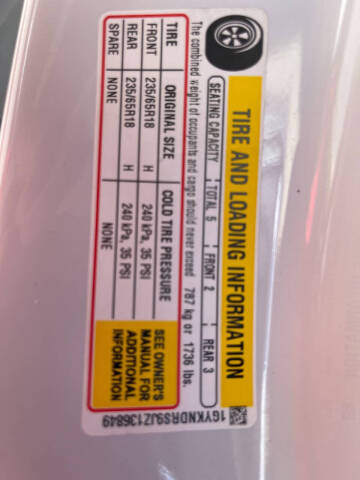 TIRE AND LOADING INFORMATION
SEATING CAPACITY TOTAL 5 FRONT 2 REAR 3
The combined weight of occupants and cargo should never exceed 787 kg or 1736 lbs.
TIRE ORIGINAL SIZE COLD TIRE PRESSURE
FRONT 235/65R18 H 240 kPa, 35 PSI
REAR 235/65R18 H 240 kPa, 35 PSI
SPARE NONE NONE
SEE OWNER'S
MANUAL FOR
ADDITIONAL
INFORMATION
1GYKNDRS9JZ136849